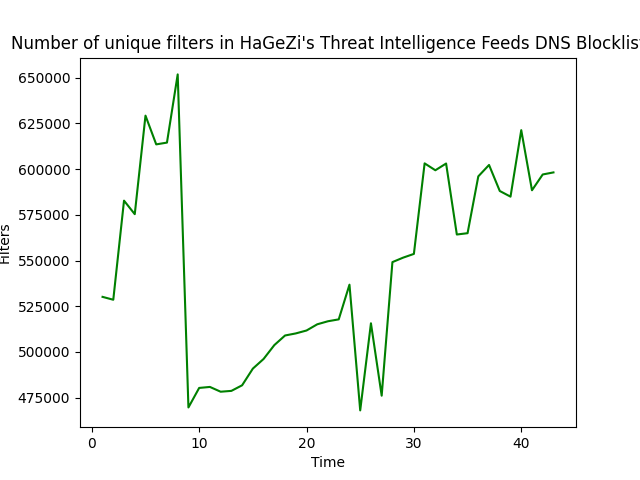 Number of unique filters in HaGeZi's Threat Intelligence Feeds DNS Blocklis
650000
625000
600000
575000
550000
525000
500000
475000
Filters
0 10 20 30 40
Time